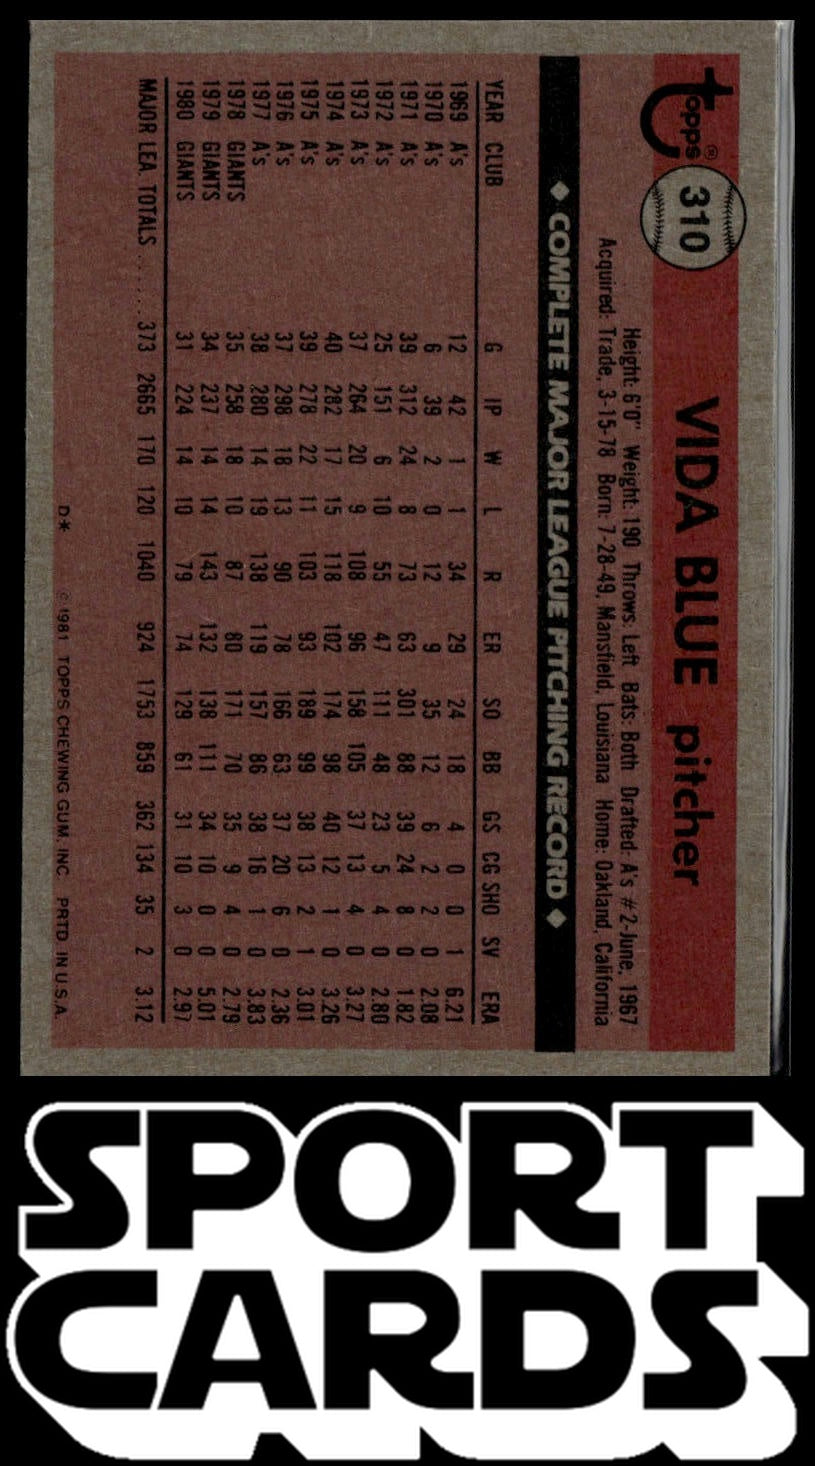 Topps®
310
VIDA BLUE pitcher
Height: 6'0" Weight: 190 Throws: Left Bats: Both Drafted: A's #2-June, 1967
Acquired: Trade, 3-15-78 Born: 7-28-49, Mansfield, Louisiana Home: Oakland, California
◆ COMPLETE MAJOR LEAGUE PITCHING RECORD ◆
YEAR CLUB G IP W L R ER SO BB GS CG SHO SV ERA
1969 A's 12 42 1 1 34 29 24 18 4 0 0 1 6.21
1970 A's 6 39 2 0 12 9 35 12 6 2 2 0 2.08
1971 A's 39 312 24 8 73 63 301 88 39 24 8 0 1.82
1972 A's 25 151 6 10 55 47 111 48 23 5 4 0 2.80
1973 A's 37 264 20 9 108 96 158 105 37 13 4 0 3.27
1974 A's 40 282 17 15 118 102 174 98 40 12 1 0 3.26
1975 A's 39 278 22 11 103 93 189 99 38 13 2 1 3.01
1976 A's 37 298 18 13 90 78 166 63 37 20 6 0 2.36
1977 A's 38 280 14 19 138 119 157 86 38 16 1 0 3.83
1978 GIANTS 35 258 18 10 87 80 171 70 35 9 4 0 2.79
1979 GIANTS 34 237 14 14 143 132 138 111 34 10 0 0 5.01
1980 GIANTS 31 224 14 10 79 74 129 61 31 10 3 0 2.97
MAJOR LEA. TOTALS ...... 373 2665 170 120 1040 924 1753 859 362 134 35 2 3.12
D* © 1981 TOPPS CHEWING GUM, INC. PRTD. IN U.S.A.
SPORT
CARDS